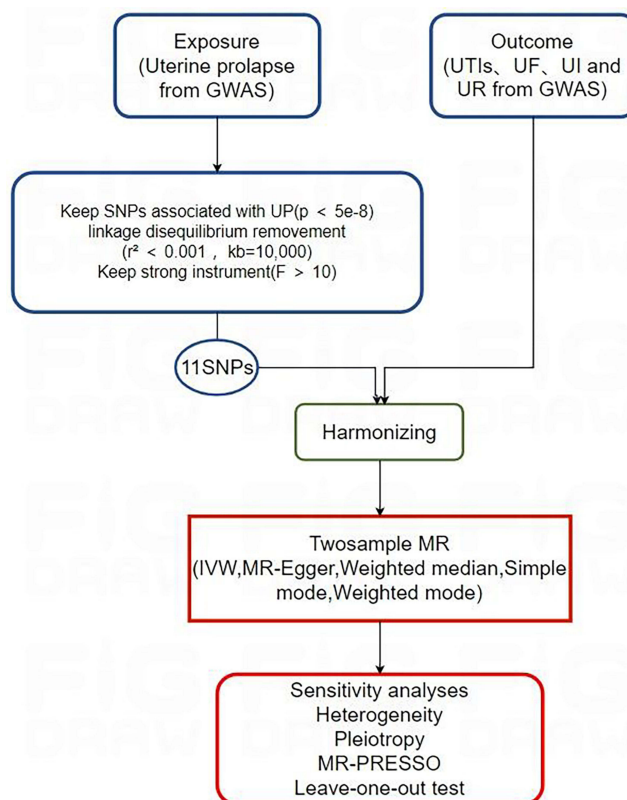 Exposure
(Uterine prolapse
from GWAS)
Outcome
(UTIs、UF、UI and
UR from GWAS)
Keep SNPs associated with UP(p < 5e-8)
linkage disequilibrium removement
(r² < 0.001 , kb=10,000)
Keep strong instrument(F > 10)
11SNPs
Harmonizing
Twosample MR
(IVW,MR-Egger,Weighted median,Simple
mode,Weighted mode)
Sensitivity analyses
Heterogeneity
Pleiotropy
MR-PRESSO
Leave-one-out test